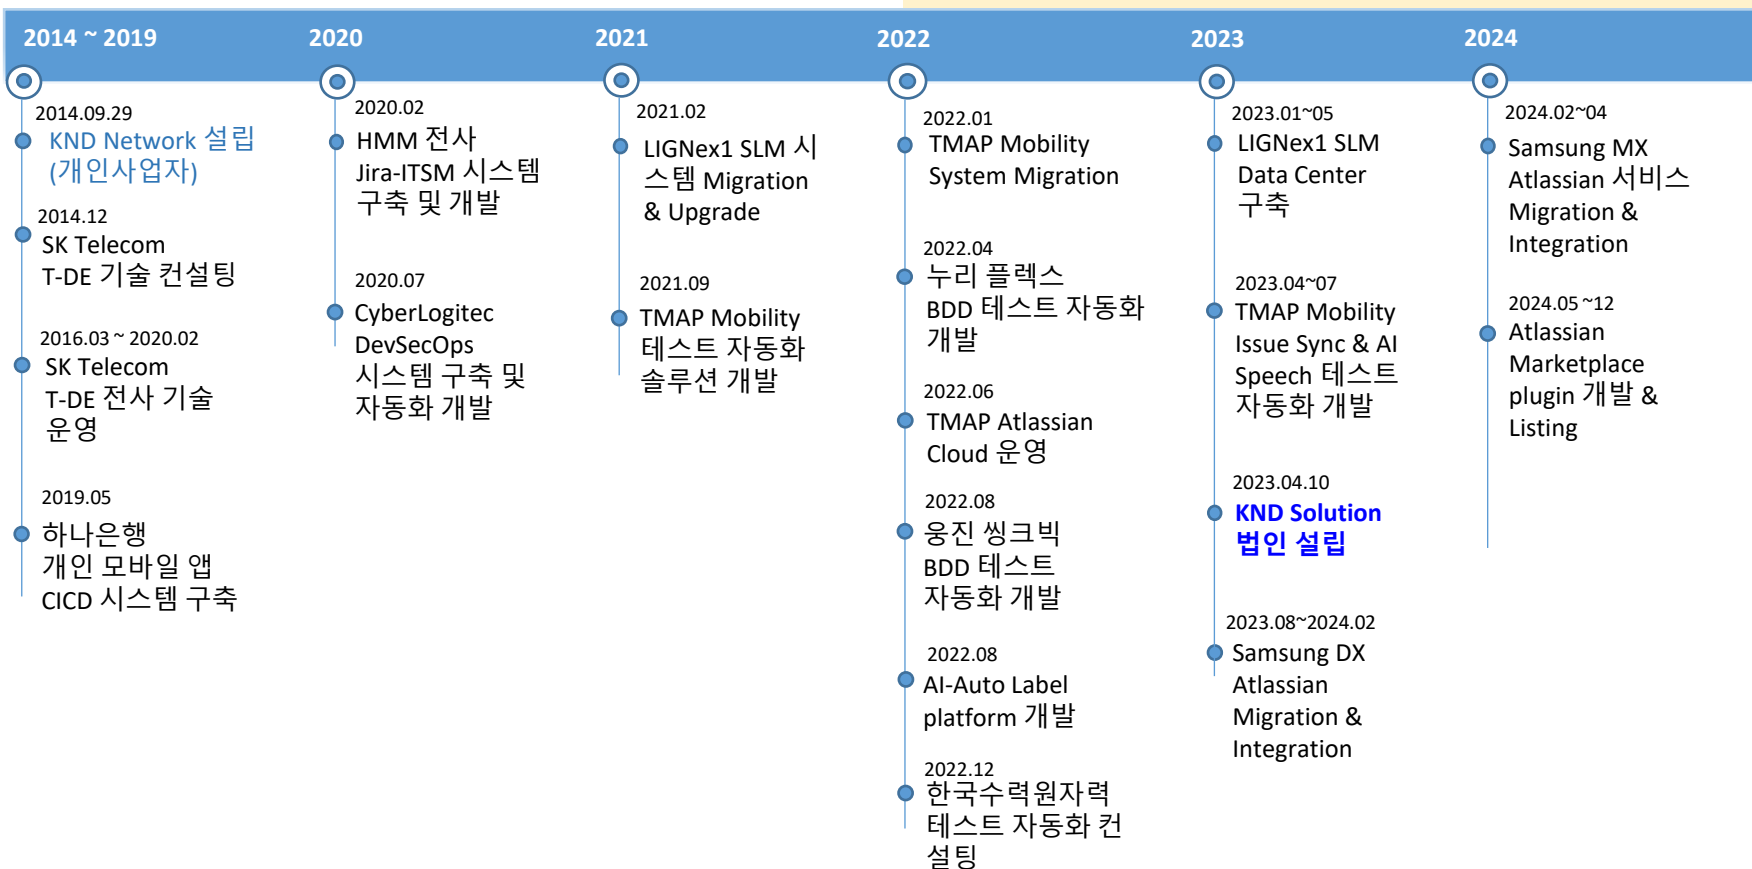 2014 ~ 2019
2014.09.29
KND Network 설립
(개인사업자)
2014.12
SK Telecom
T-DE 기술 컨설팅
2016.03 ~ 2020.02
SK Telecom
T-DE 전사 기술
운영
2019.05
하나은행
개인 모바일 앱
CICD 시스템 구축
2020
2020.02
HMM 전사
Jira-ITSM 시스템
구축 및 개발
2020.07
CyberLogitec
DevSecOps
시스템 구축 및
자동화 개발
2021
2021.02
LIGNex1 SLM 시
스템 Migration
& Upgrade
2021.09
TMAP Mobility
테스트 자동화
솔루션 개발
2022
2022.01
TMAP Mobility
System Migration
2022.04
누리 플렉스
BDD 테스트 자동화
개발
2022.06
TMAP Atlassian
Cloud 운영
2022.08
웅진 씽크빅
BDD 테스트
자동화 개발
2022.08
AI-Auto Label
platform 개발
2022.12
한국수력원자력
테스트 자동화 컨
설팅
2023
2023.01~05
LIGNex1 SLM
Data Center
구축
2023.04~07
TMAP Mobility
Issue Sync & AI
Speech 테스트
자동화 개발
2023.04.10
KND Solution
법인 설립
2023.08~2024.02
Samsung DX
Atlassian
Migration &
Integration
2024
2024.02~04
Samsung MX
Atlassian 서비스
Migration &
Integration
2024.05 ~12
Atlassian
Marketplace
plugin 개발 &
Listing